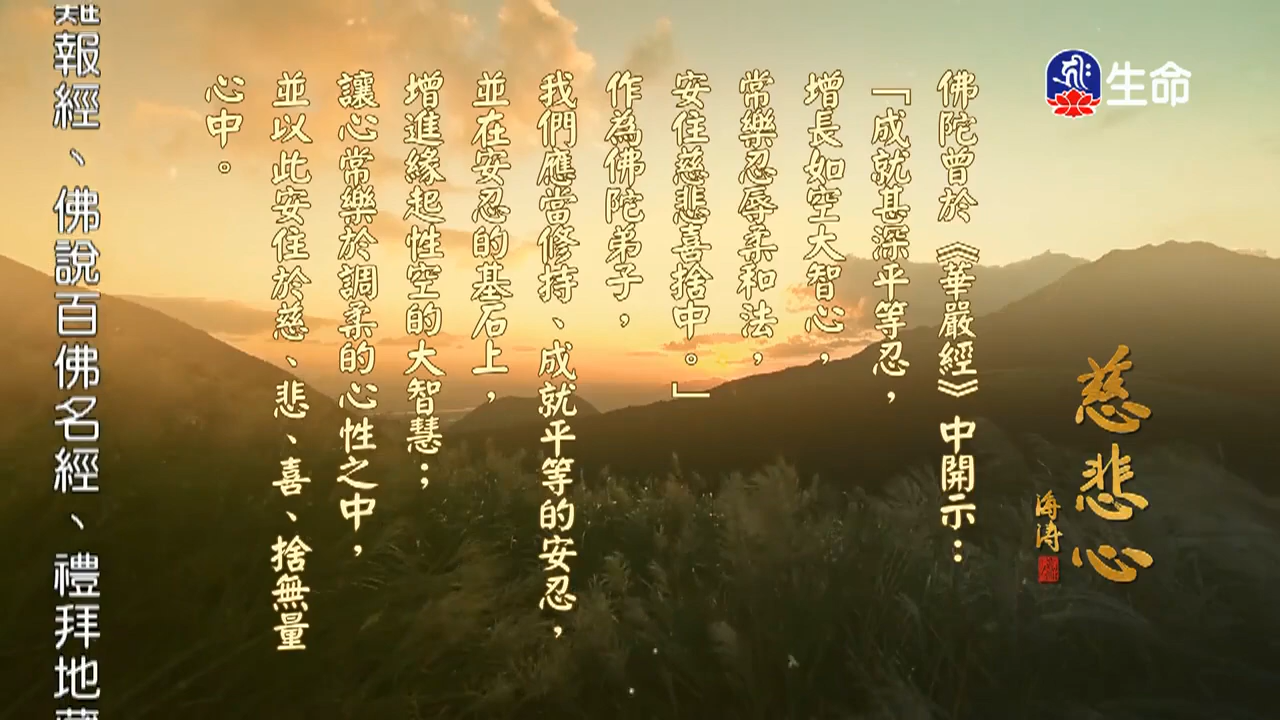 生命
慈悲心
海濤
佛陀曾於《華嚴經》中開示：
「成就甚深平等忍，
增長如空大智心，
常樂忍辱柔和法，
安住慈悲喜捨中。」
作為佛陀弟子，
我們應當修持、成就平等的安忍，
並在安忍的基石上，
增進緣起性空的大智慧；
讓心常樂於調柔的心性之中，
並以此安住於慈、悲、喜、捨無量
心中。
報經、佛說百佛名經、禮拜地